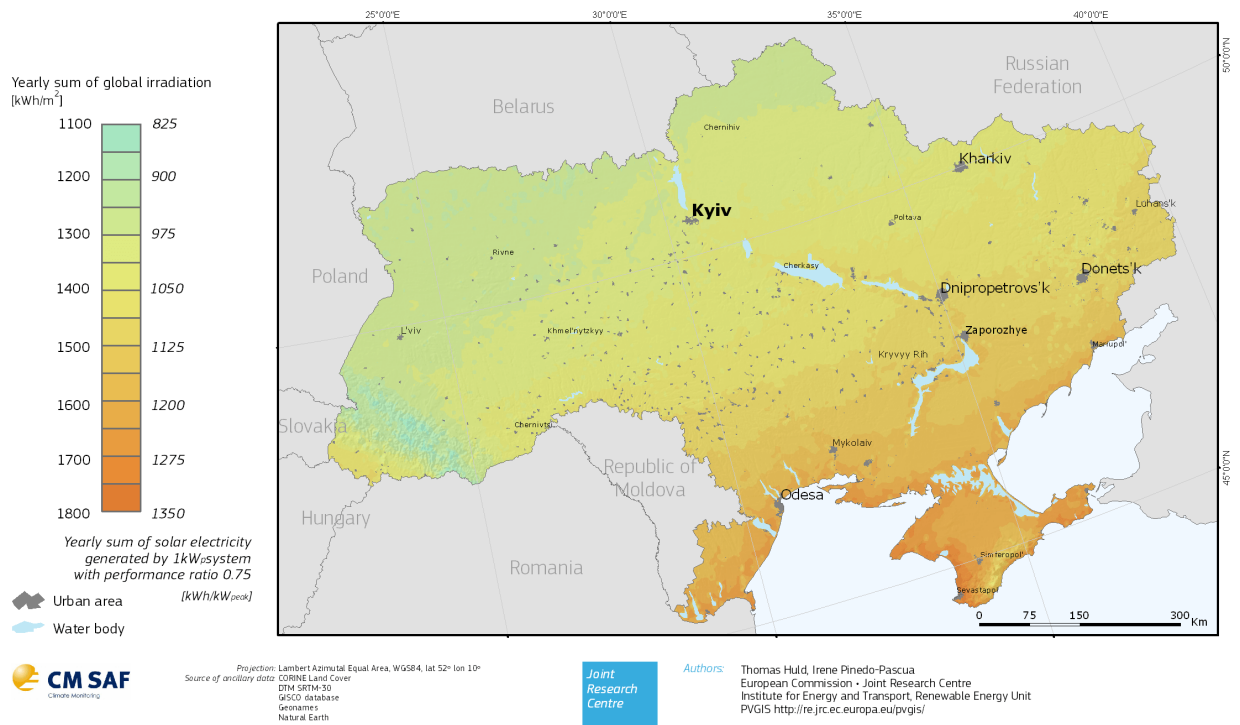 25°0'0"E 30°0'0"E 35°0'0"E 40°0'0"E
50°0'0"N
45°0'0"N
Yearly sum of global irradiation
[kWh/m2]
1100 825
1200 900
1300 975
1400 1050
1500 1125
1600 1200
1700 1275
1800 1350
Yearly sum of solar electricity
generated by 1kWpsystem
with performance ratio 0.75
[kWh/kWpeak]
Urban area
Water body
Belarus
Russian
Federation
Poland
Slovakia
Hungary
Romania
Republic of
Moldova
Chernihiv
Kharkiv
Kyiv
Luhans'k
Poltava
Rivne
Cherkasy
Donets'k
Dnipropetrovs'k
L'viv
Khmel'nytzkyy
Zaporozhye
Mariupol'
Kryvyy Rih
Chernivtsi
Mykolaiv
Odesa
Simferopol'
Sevastapol'
0 75 150 300
Km
CM SAF
Climate Monitoring
Projection: Lambert Azimutal Equal Area, WGS84, lat 52º lon 10º
Source of ancillary data: CORINE Land Cover
DTM SRTM-30
GISCO database
Geonames
Natural Earth
Joint
Research
Centre
Authors: Thomas Huld, Irene Pinedo-Pascua
European Commission • Joint Research Centre
Institute for Energy and Transport, Renewable Energy Unit
PVGIS http://re.jrc.ec.europa.eu/pvgis/